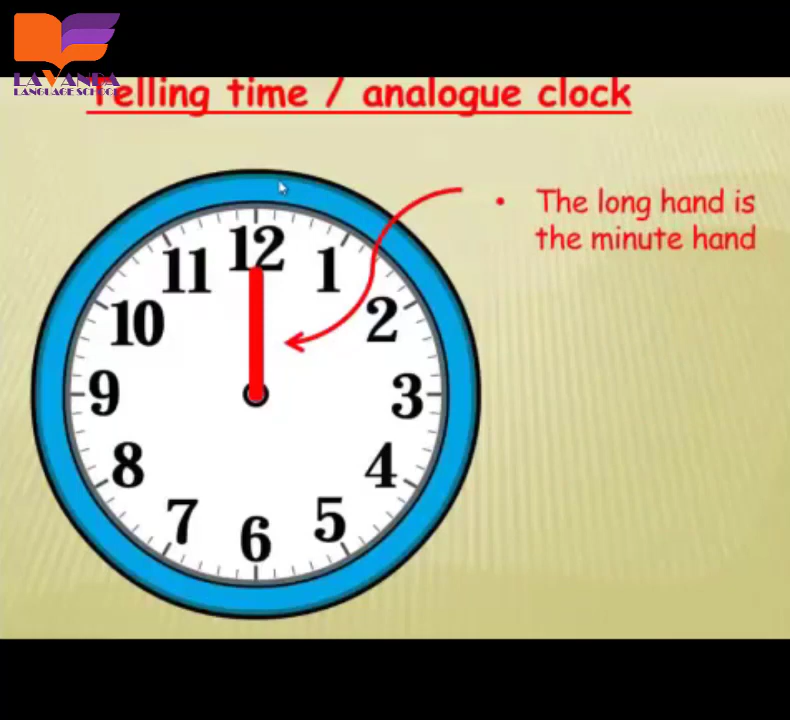 LAVANDA
LANGUAGE SCHOOL
Telling time / analogue clock
• The long hand is
the minute hand
12
11
1
10
2
9
3
8
4
7
5
6